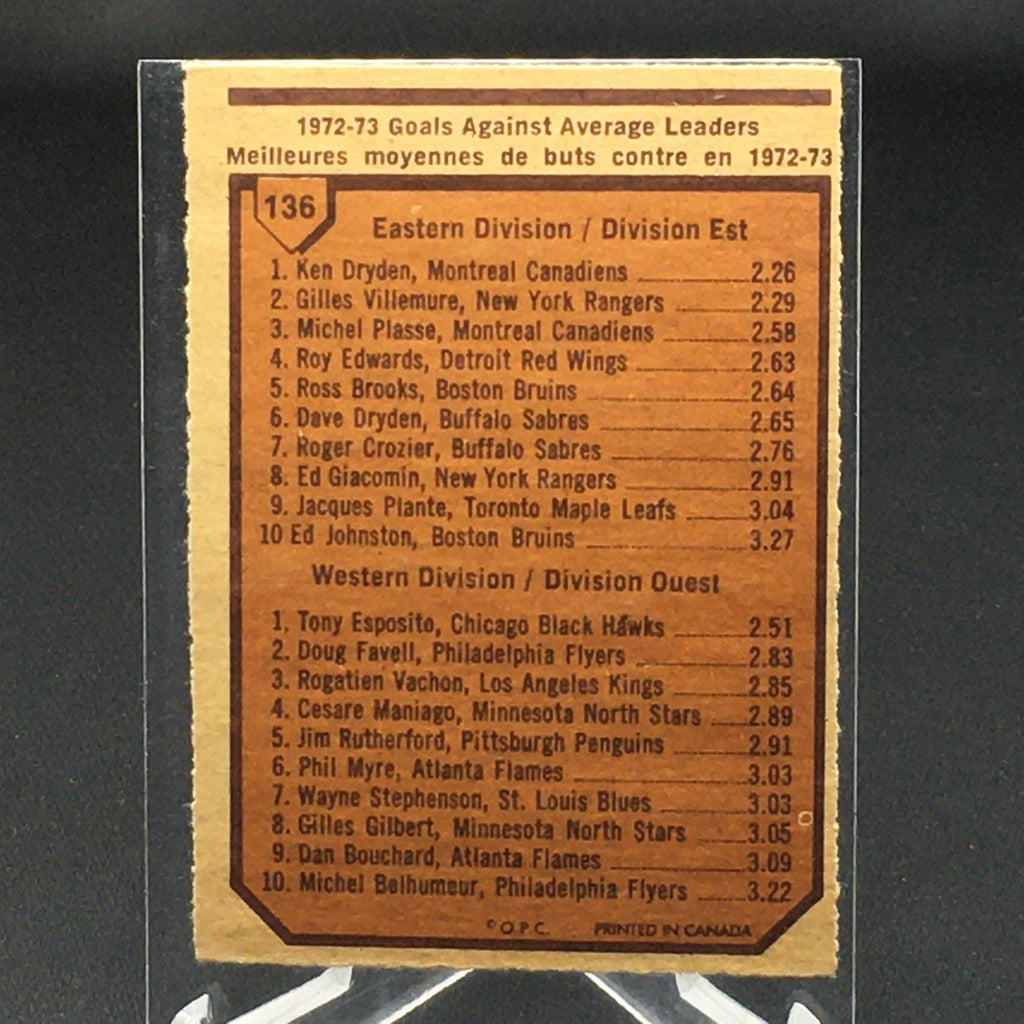 1972-73 Goals Against Average Leaders
Meilleures moyennes de buts contre en 1972-73
136
Eastern Division / Division Est
1. Ken Dryden, Montreal Canadiens 2.26
2. Gilles Villemure, New York Rangers 2.29
3. Michel Plasse, Montreal Canadiens 2.58
4. Roy Edwards, Detroit Red Wings 2.63
5. Ross Brooks, Boston Bruins 2.64
6. Dave Dryden, Buffalo Sabres 2.65
7. Roger Crozier, Buffalo Sabres 2.76
8. Ed Giacomin, New York Rangers 2.91
9. Jacques Plante, Toronto Maple Leafs 3.04
10 Ed Johnston, Boston Bruins 3.27
Western Division / Division Ouest
1. Tony Esposito, Chicago Black Hawks 2.51
2. Doug Favell, Philadelphia Flyers 2.83
3. Rogatien Vachon, Los Angeles Kings 2.85
4. Cesare Maniago, Minnesota North Stars 2.89
5. Jim Rutherford, Pittsburgh Penguins 2.91
6. Phil Myre, Atlanta Flames 3.03
7. Wayne Stephenson, St. Louis Blues 3.03
8. Gilles Gilbert, Minnesota North Stars 3.05
9. Dan Bouchard, Atlanta Flames 3.09
10. Michel Belhumeur, Philadelphia Flyers 3.22
© O.P.C. PRINTED IN CANADA